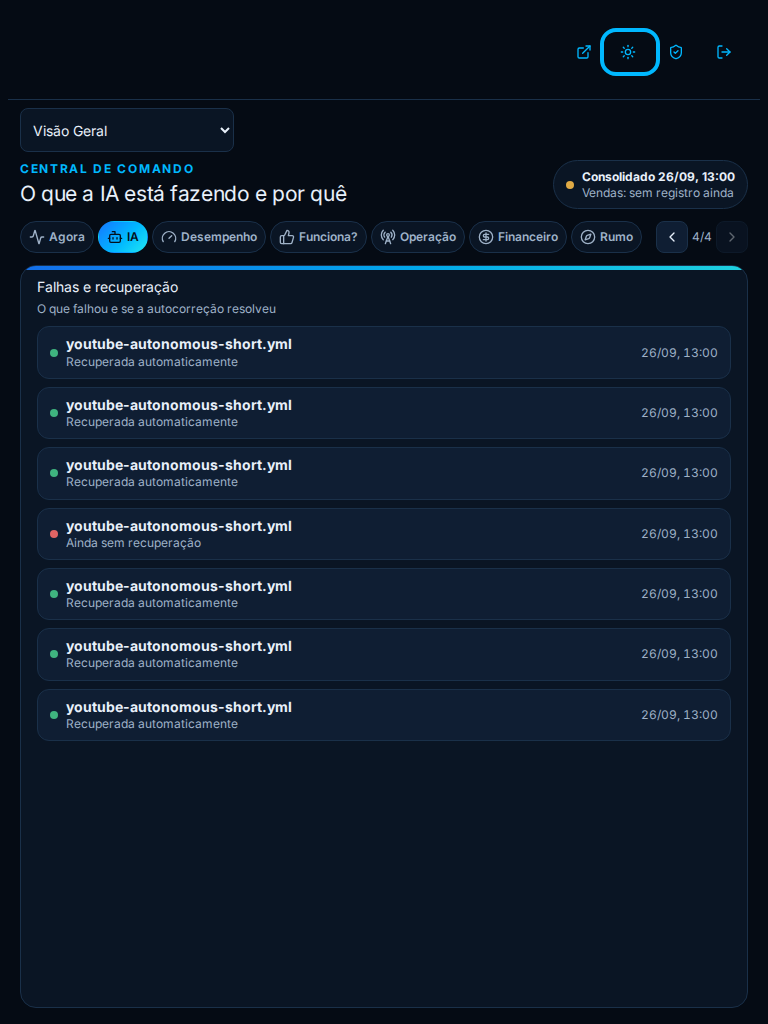 Visão Geral
CENTRAL DE COMANDO
O que a IA está fazendo e por quê
Consolidado 26/09, 13:00
Vendas: sem registro ainda
Agora
IA
Desempenho
Funciona?
Operação
Financeiro
Rumo
4/4
Falhas e recuperação
O que falhou e se a autocorreção resolveu
youtube-autonomous-short.yml
Recuperada automaticamente
26/09, 13:00
youtube-autonomous-short.yml
Recuperada automaticamente
26/09, 13:00
youtube-autonomous-short.yml
Recuperada automaticamente
26/09, 13:00
youtube-autonomous-short.yml
Ainda sem recuperação
26/09, 13:00
youtube-autonomous-short.yml
Recuperada automaticamente
26/09, 13:00
youtube-autonomous-short.yml
Recuperada automaticamente
26/09, 13:00
youtube-autonomous-short.yml
Recuperada automaticamente
26/09, 13:00